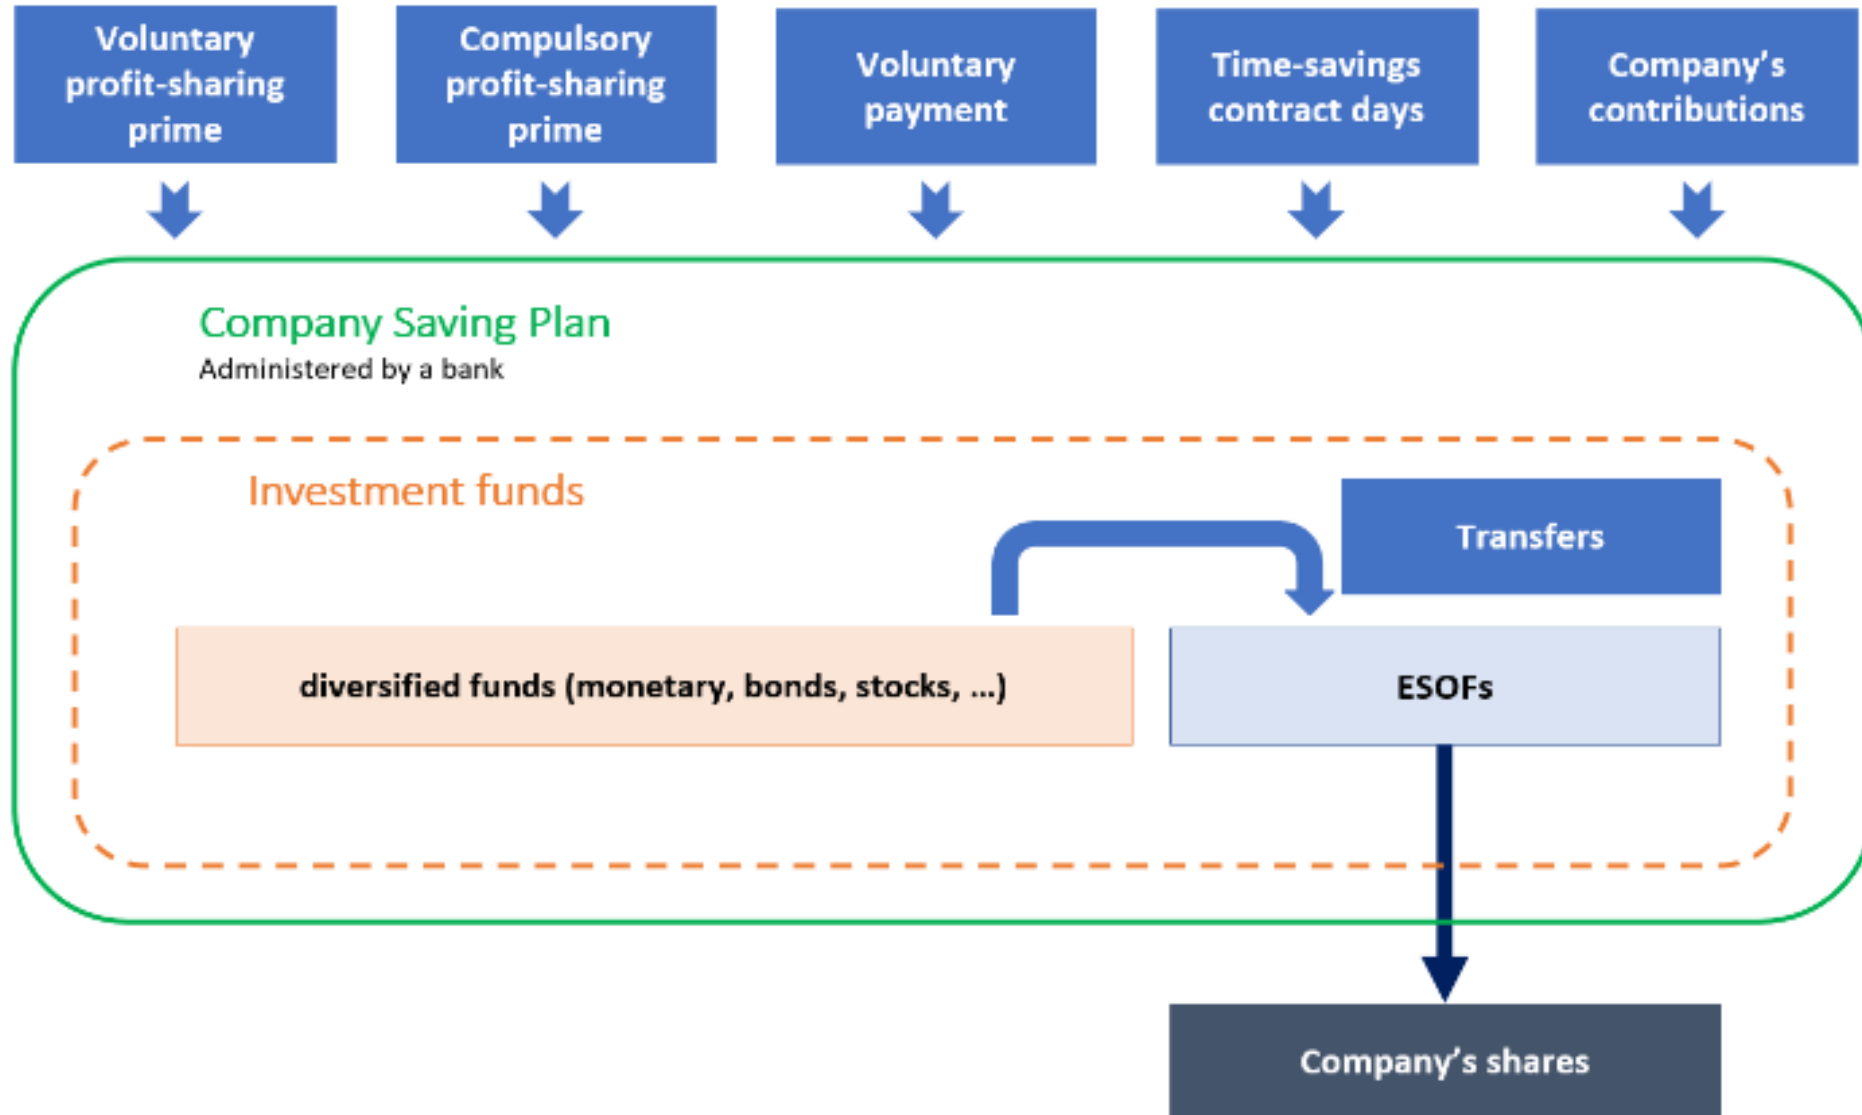 Voluntary
profit-sharing
prime
Compulsory
profit-sharing
prime
Voluntary
payment
Time-savings
contract days
Company’s
contributions
Company Saving Plan
Administered by a bank
Investment funds
Transfers
diversified funds (monetary, bonds, stocks, ...)
ESOFs
Company’s shares